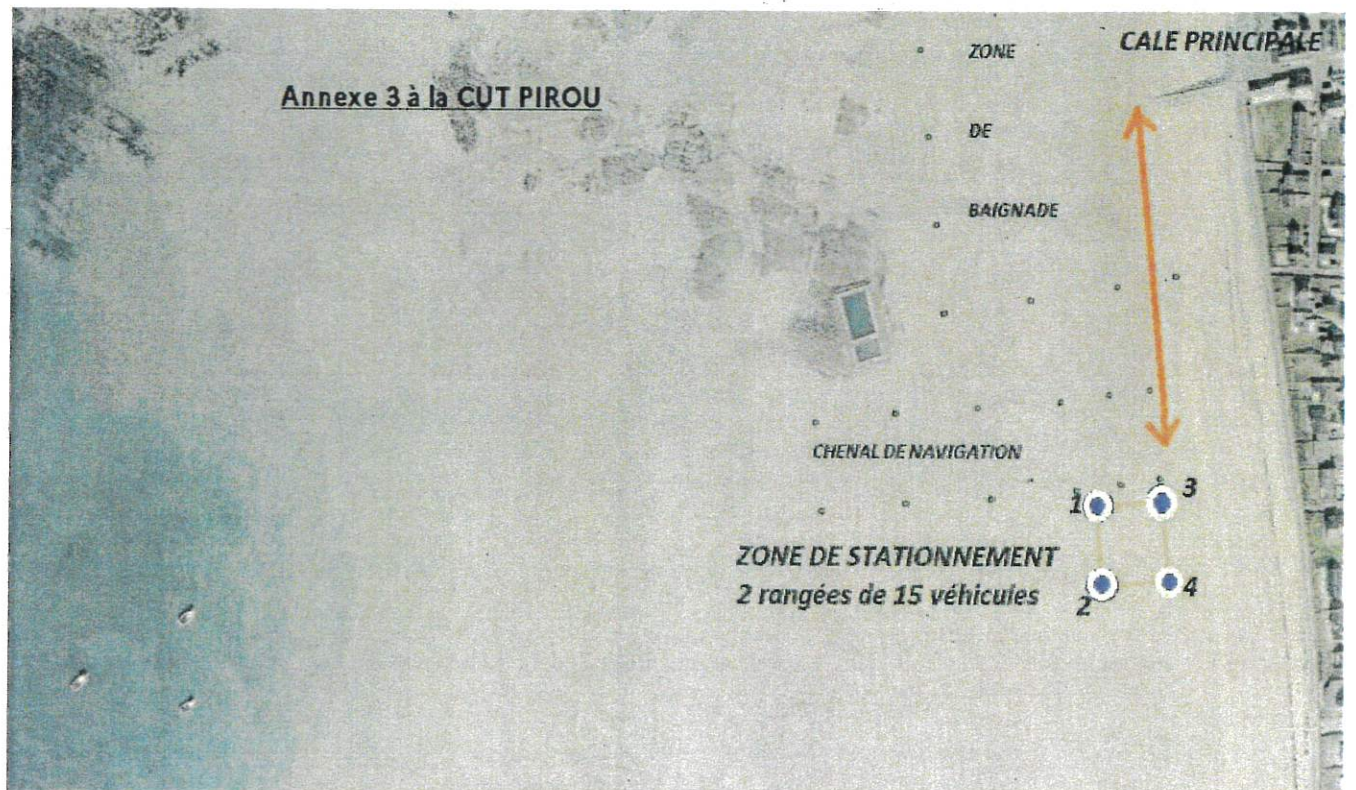 CALE PRINCIPALE
ZONE
Annexe 3 à la CUT PIROU
DE
BAIGNADE
CHENAL DE NAVIGATION
1
3
ZONE DE STATIONNEMENT
2 rangées de 15 véhicules
2
4